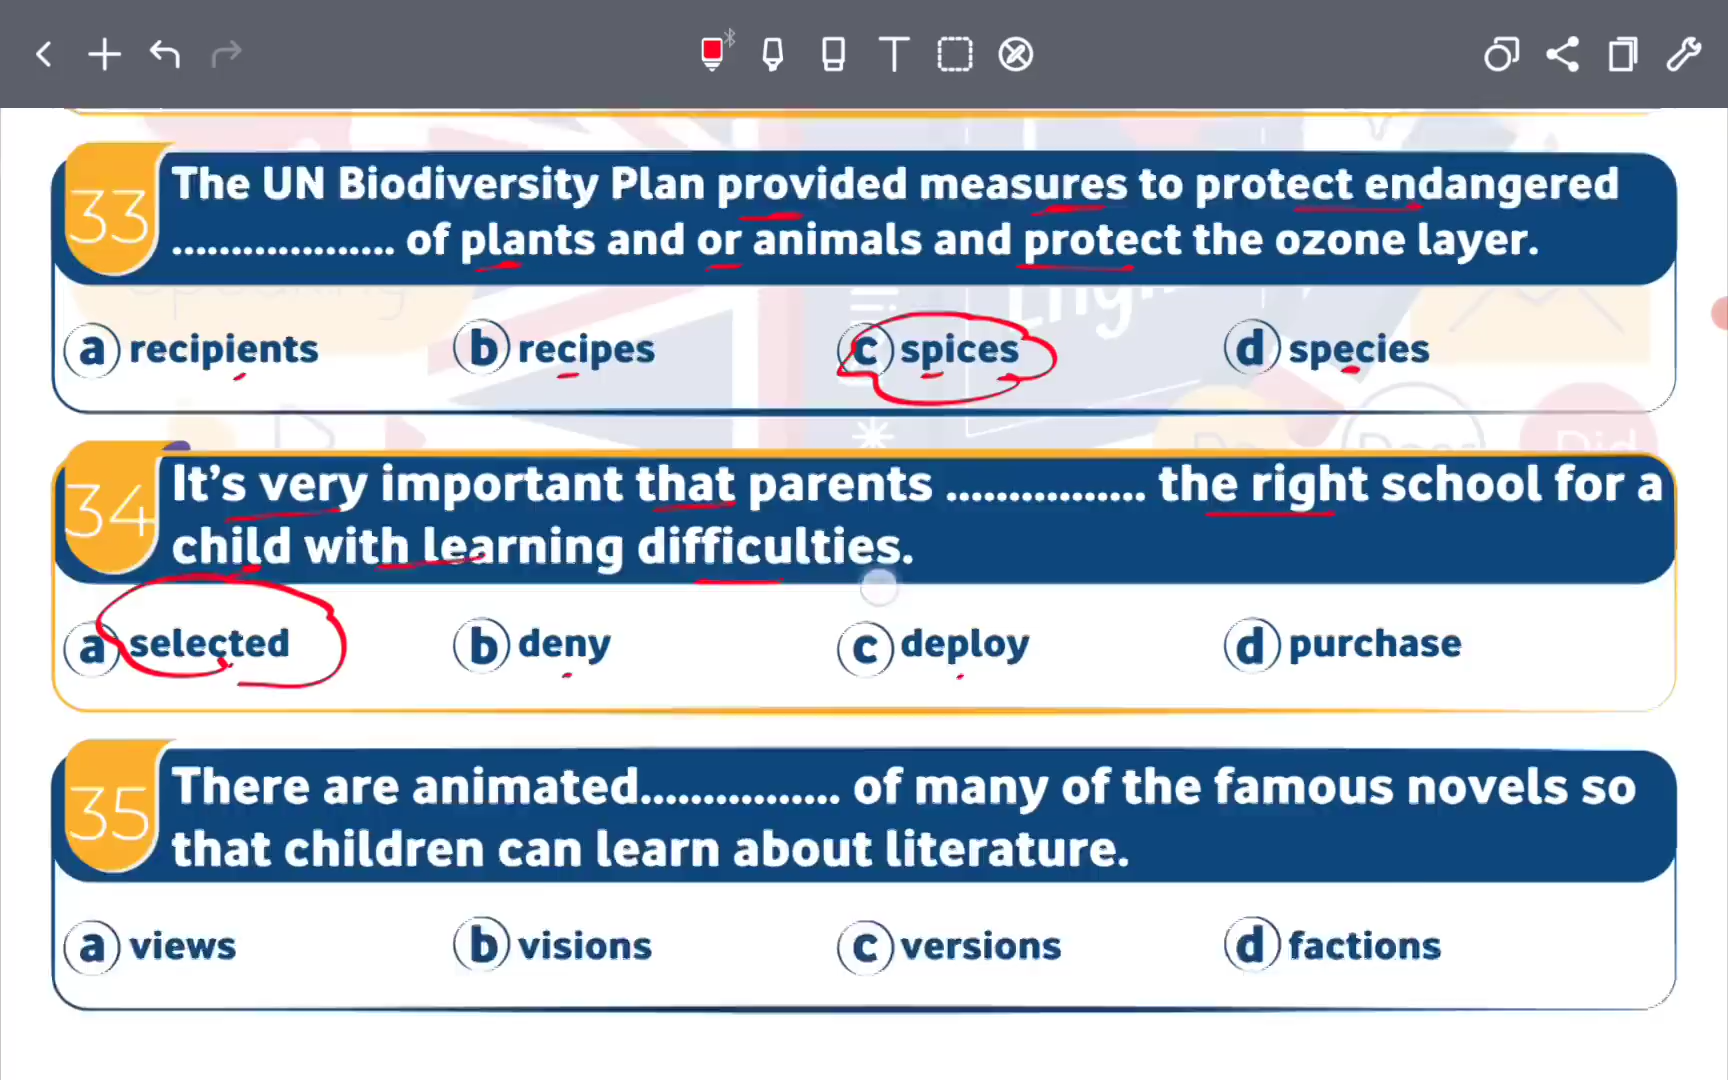 33 The UN Biodiversity Plan provided measures to protect endangered
................... of plants and or animals and protect the ozone layer.
a recipients b recipes c spices d species
34 It's very important that parents ................ the right school for a
child with learning difficulties.
a selected b deny c deploy d purchase
35 There are animated................ of many of the famous novels so
that children can learn about literature.
a views b visions c versions d factions